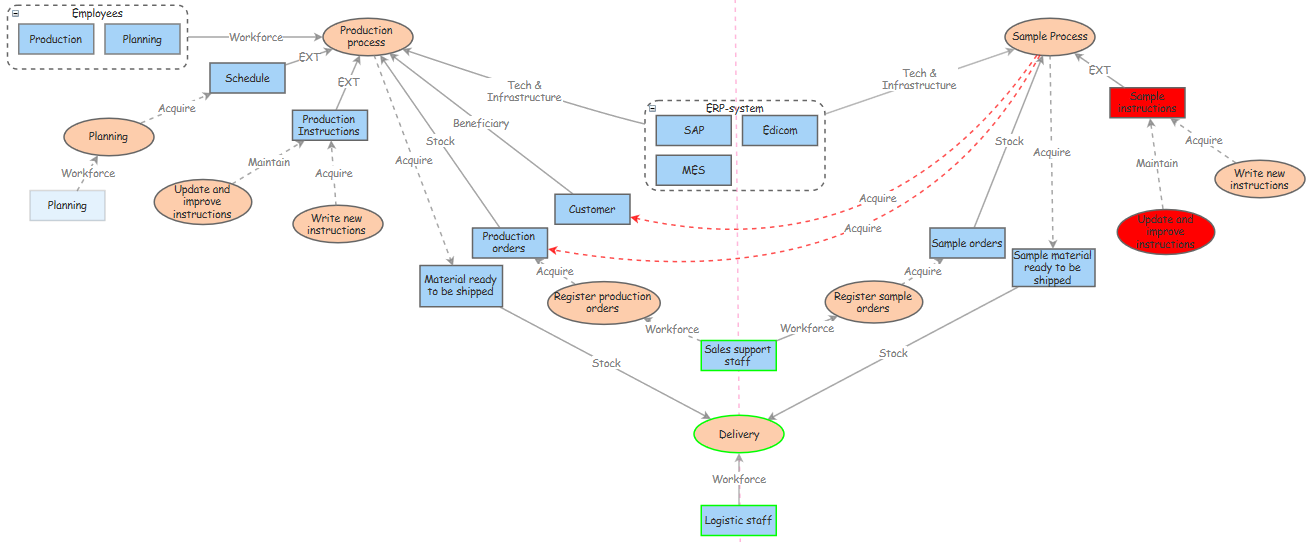 Employees
Production
Planning
Workforce
Production
process
Sample Process
EXT
Schedule
EXT
Acquire
Tech &
Infrastructure
Tech &
Infrastructure
EXT
Sample
instructions
ERP-system
SAP
Edicom
MES
Production
Instructions
Beneficiary
Planning
Maintain
Acquire
Stock
Acquire
Stock
Acquire
Maintain
Acquire
Workforce
Planning
Update and
improve
instructions
Write new
instructions
Write new
instructions
Customer
Acquire
Acquire
Update and
improve
instructions
Production
orders
Sample orders
Material ready
to be shipped
Acquire
Acquire
Sample material
ready to be
shipped
Register production
orders
Register sample
orders
Workforce
Workforce
Sales support
staff
Stock
Stock
Delivery
Workforce
Logistic staff